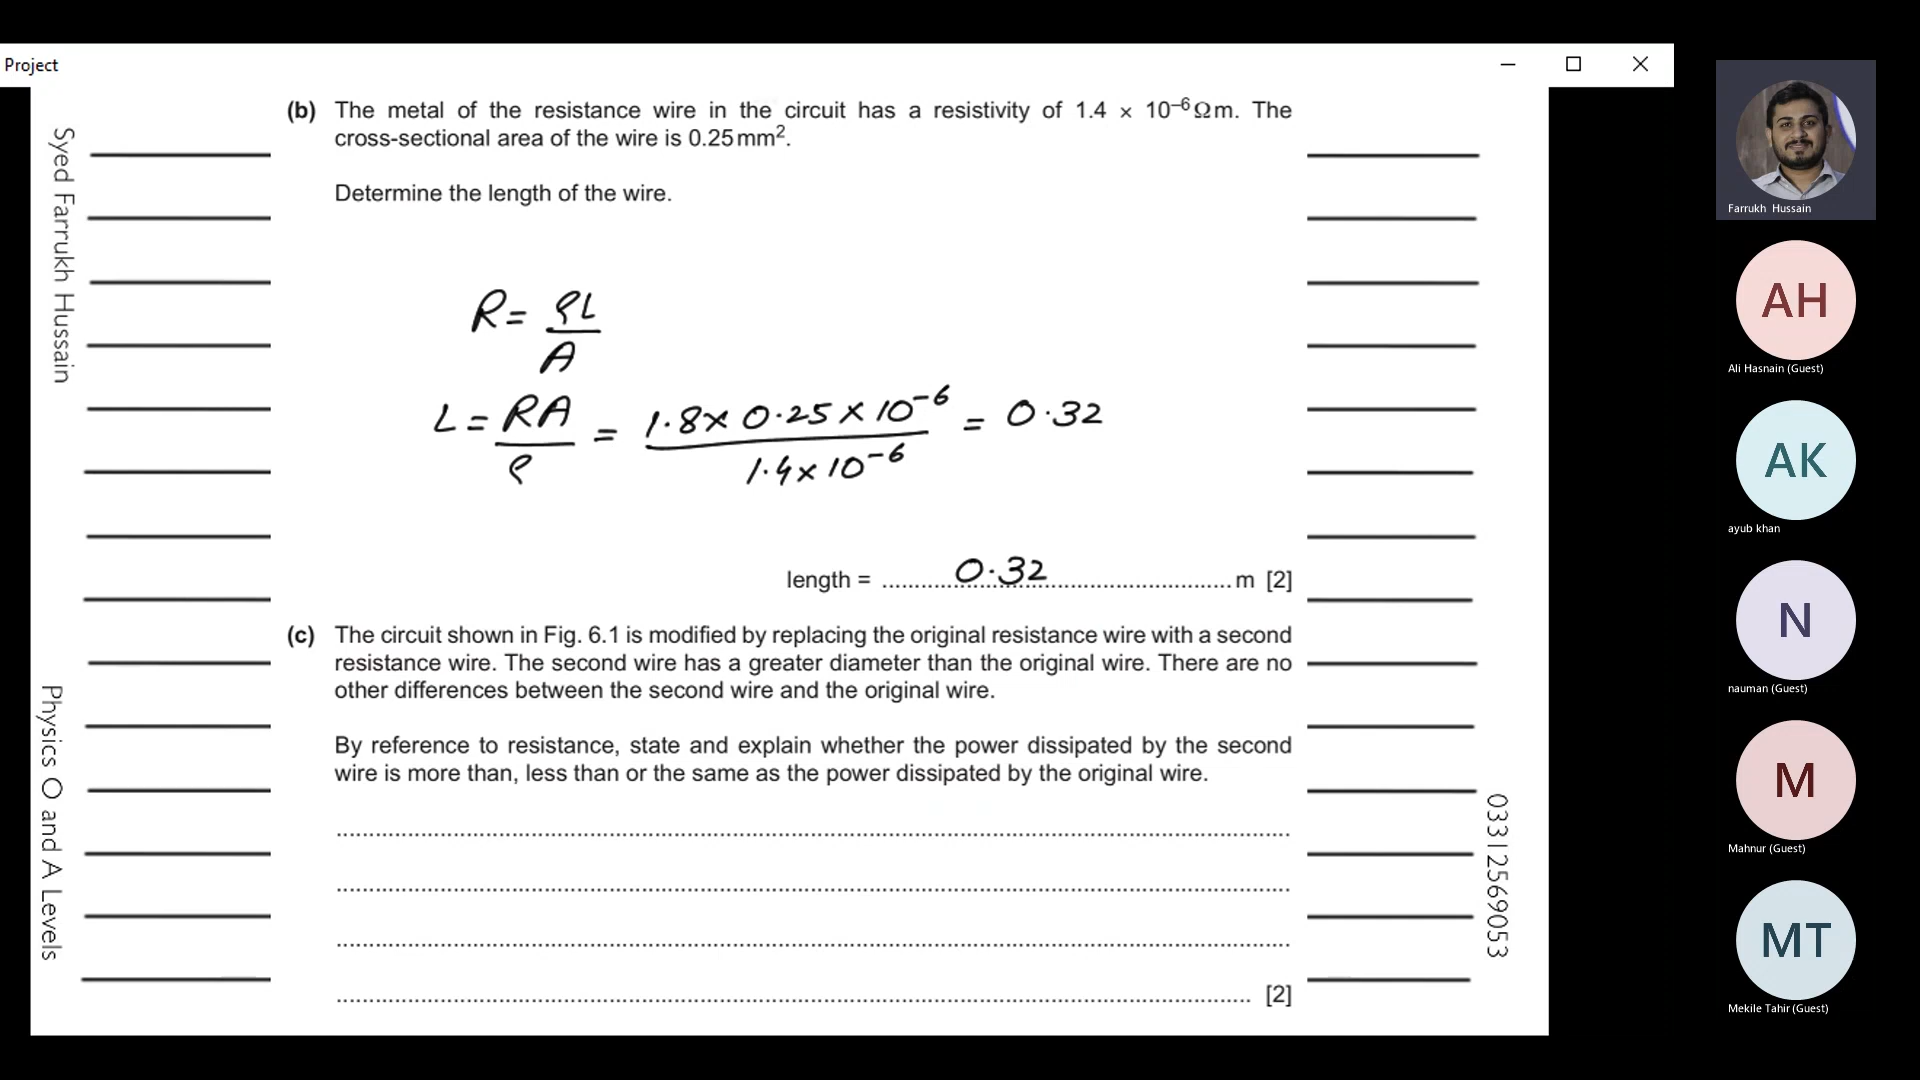 Project
Syed Farrukh Hussain
Physics O and A Levels
(b) The metal of the resistance wire in the circuit has a resistivity of 1.4 × 10⁻⁶ Ωm. The
cross-sectional area of the wire is 0.25 mm².
Determine the length of the wire.
R = ρL / A
L = RA / ρ = 1.8 × 0.25 × 10⁻⁶ / 1.4 × 10⁻⁶ = 0.32
length = ......0.32...... m [2]
(c) The circuit shown in Fig. 6.1 is modified by replacing the original resistance wire with a second
resistance wire. The second wire has a greater diameter than the original wire. There are no
other differences between the second wire and the original wire.
By reference to resistance, state and explain whether the power dissipated by the second
wire is more than, less than or the same as the power dissipated by the original wire.
[2]
03312569053
Farrukh Hussain
AH
Ali Hasnain (Guest)
AK
ayub khan
N
nauman (Guest)
M
Mahnur (Guest)
MT
Mekile Tahir (Guest)